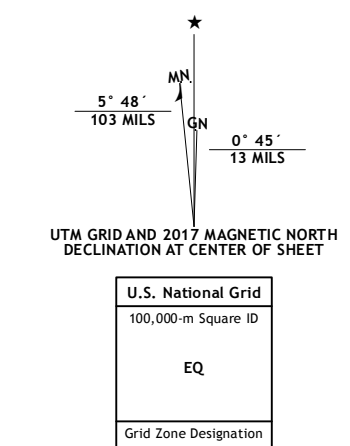 ★
MN.
5° 48´
103 MILS
GN
0° 45´
13 MILS
UTM GRID AND 2017 MAGNETIC NORTH
DECLINATION AT CENTER OF SHEET
U.S. National Grid
100,000-m Square ID
EQ
Grid Zone Designation